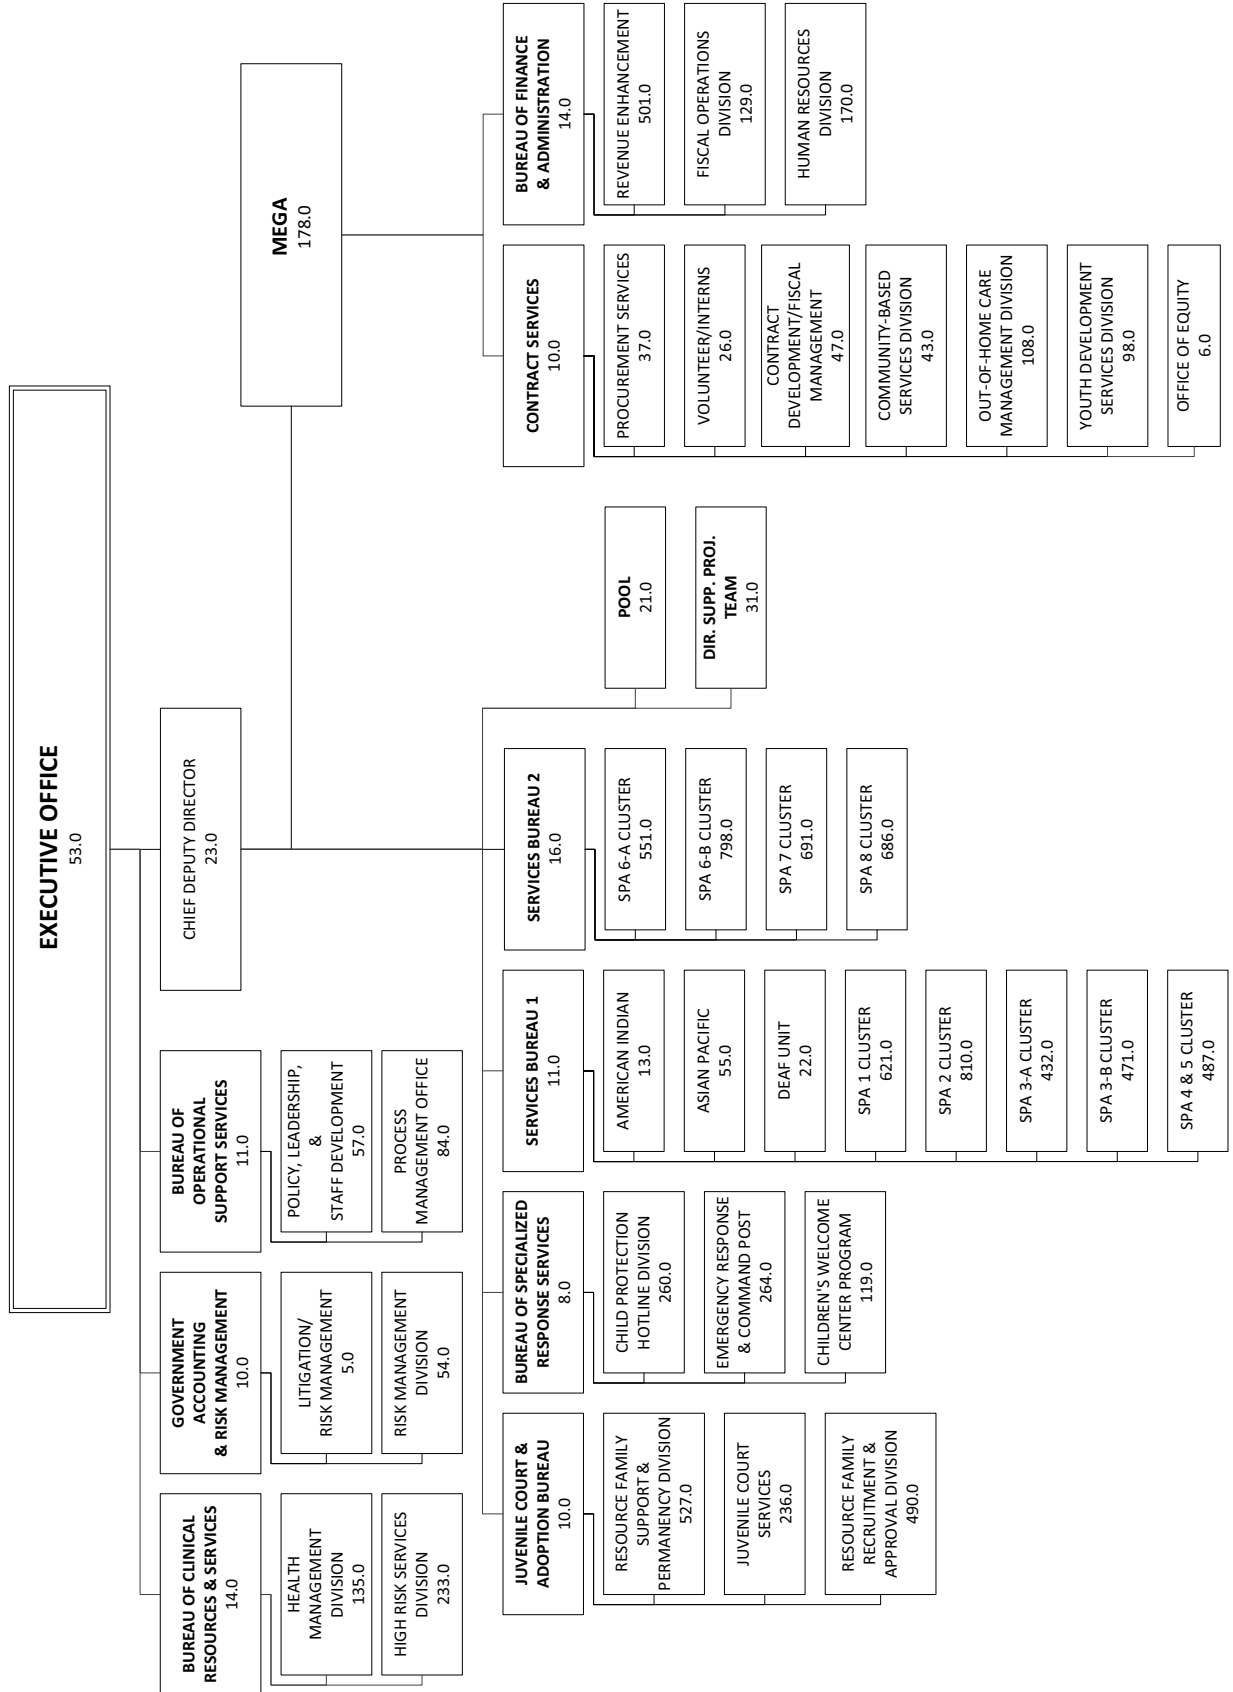 EXECUTIVE OFFICE
53.0
BUREAU OF CLINICAL
RESOURCES & SERVICES
14.0
HEALTH
MANAGEMENT
DIVISION
135.0
HIGH RISK SERVICES
DIVISION
233.0
GOVERNMENT
ACCOUNTING
& RISK MANAGEMENT
10.0
LITIGATION/
RISK MANAGEMENT
5.0
RISK MANAGEMENT
DIVISION
54.0
BUREAU OF
OPERATIONAL
SUPPORT SERVICES
11.0
POLICY, LEADERSHIP,
&
STAFF DEVELOPMENT
57.0
PROCESS
MANAGEMENT OFFICE
84.0
CHIEF DEPUTY DIRECTOR
23.0
MEGA
178.0
JUVENILE COURT &
ADOPTION BUREAU
10.0
RESOURCE FAMILY
SUPPORT &
PERMANENCY DIVISION
527.0
JUVENILE COURT
SERVICES
236.0
RESOURCE FAMILY
RECRUITMENT &
APPROVAL DIVISION
490.0
BUREAU OF SPECIALIZED
RESPONSE SERVICES
8.0
CHILD PROTECTION
HOTLINE DIVISION
260.0
EMERGENCY RESPONSE
& COMMAND POST
264.0
CHILDREN'S WELCOME
CENTER PROGRAM
119.0
SERVICES BUREAU 1
11.0
AMERICAN INDIAN
13.0
ASIAN PACIFIC
55.0
DEAF UNIT
22.0
SPA 1 CLUSTER
621.0
SPA 2 CLUSTER
810.0
SPA 3-A CLUSTER
432.0
SPA 3-B CLUSTER
471.0
SPA 4 & 5 CLUSTER
487.0
SERVICES BUREAU 2
16.0
SPA 6-A CLUSTER
551.0
SPA 6-B CLUSTER
798.0
SPA 7 CLUSTER
691.0
SPA 8 CLUSTER
686.0
POOL
21.0
DIR. SUPP. PROJ.
TEAM
31.0
CONTRACT SERVICES
10.0
PROCUREMENT SERVICES
37.0
VOLUNTEER/INTERNS
26.0
CONTRACT
DEVELOPMENT/FISCAL
MANAGEMENT
47.0
COMMUNITY-BASED
SERVICES DIVISION
43.0
OUT-OF-HOME CARE
MANAGEMENT DIVISION
108.0
YOUTH DEVELOPMENT
SERVICES DIVISION
98.0
OFFICE OF EQUITY
6.0
BUREAU OF FINANCE
& ADMINISTRATION
14.0
REVENUE ENHANCEMENT
501.0
FISCAL OPERATIONS
DIVISION
129.0
HUMAN RESOURCES
DIVISION
170.0